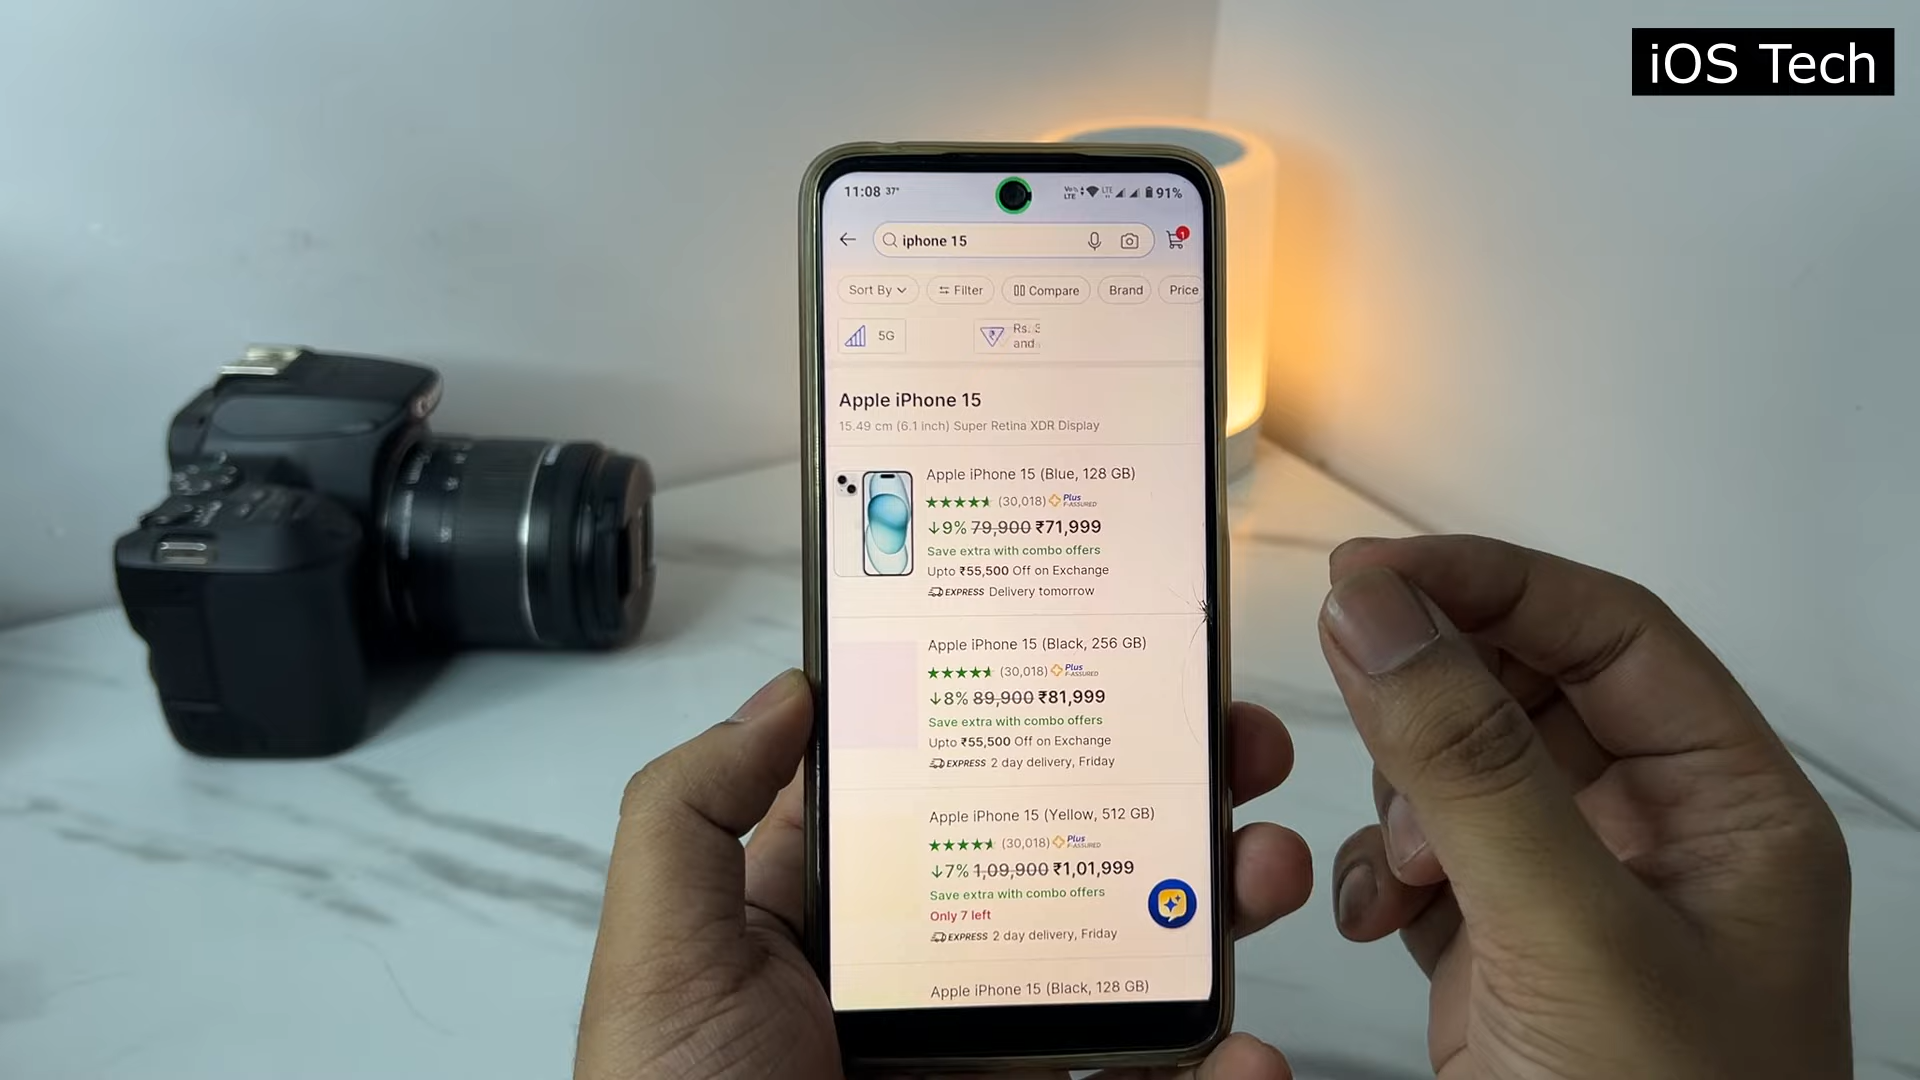 iOS Tech
11:08 37°
LTE
91%
iphone 15
1
Sort By
Filter
Compare
Brand
Price
5G
Rs.
and
Apple iPhone 15
15.49 cm (6.1 inch) Super Retina XDR Display
Apple iPhone 15 (Blue, 128 GB)
(30,018) Plus
F-ASSURED
↓9% 79,900 ₹71,999
Save extra with combo offers
Upto ₹55,500 Off on Exchange
EXPRESS Delivery tomorrow
Apple iPhone 15 (Black, 256 GB)
(30,018) Plus
F-ASSURED
↓8% 89,900 ₹81,999
Save extra with combo offers
Upto ₹55,500 Off on Exchange
EXPRESS 2 day delivery, Friday
Apple iPhone 15 (Yellow, 512 GB)
(30,018) Plus
F-ASSURED
↓7% 1,09,900 ₹1,01,999
Save extra with combo offers
Only 7 left
EXPRESS 2 day delivery, Friday
Apple iPhone 15 (Black, 128 GB)